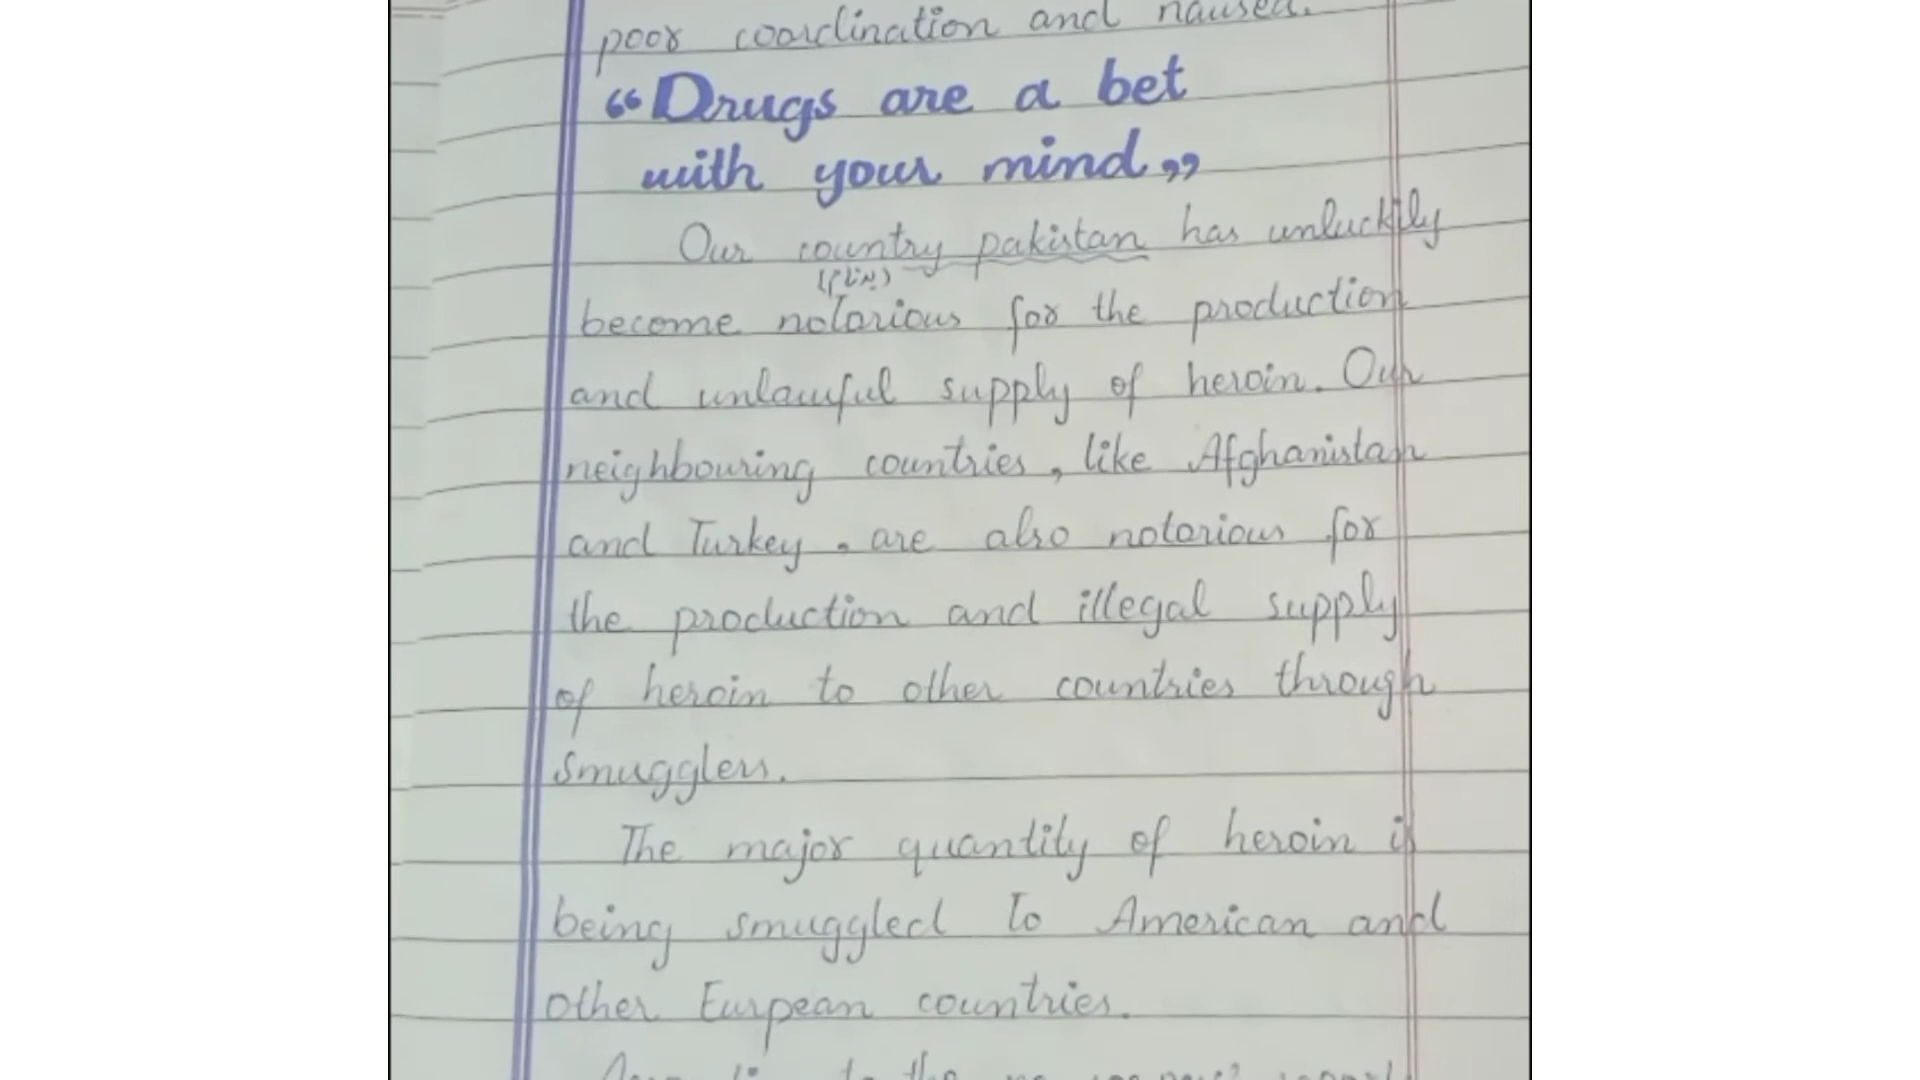 poor coordination and nausea.
“Drugs are a bet
with your mind”
Our country pakistan has unluckily
(بدنام)
become notorious for the production
and unlawful supply of heroin. Our
neighbouring countries, like Afghanistan
and Turkey, are also notorious for
the production and illegal supply
of heroin to other countries through
smugglers.
The major quantity of heroin is
being smuggled to American and
other Eurpean countries.